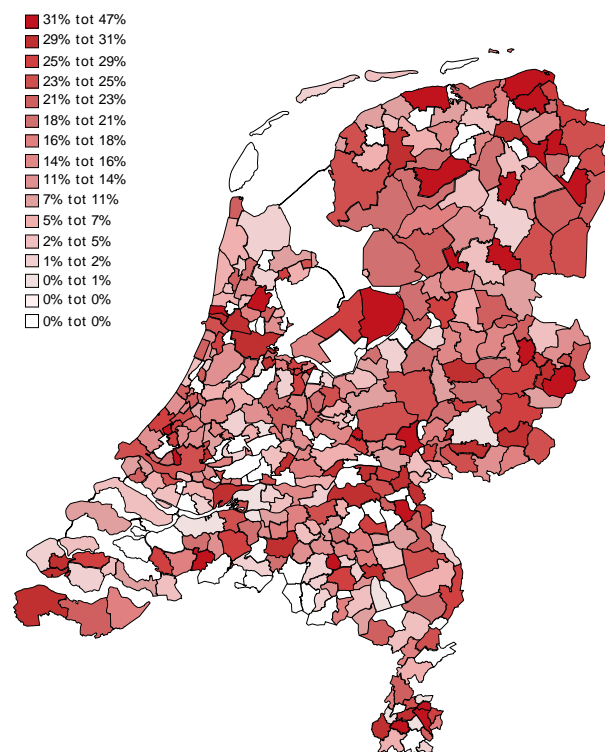 31% tot 47%
29% tot 31%
25% tot 29%
23% tot 25%
21% tot 23%
18% tot 21%
16% tot 18%
14% tot 16%
11% tot 14%
7% tot 11%
5% tot 7%
2% tot 5%
1% tot 2%
0% tot 1%
0% tot 0%
0% tot 0%